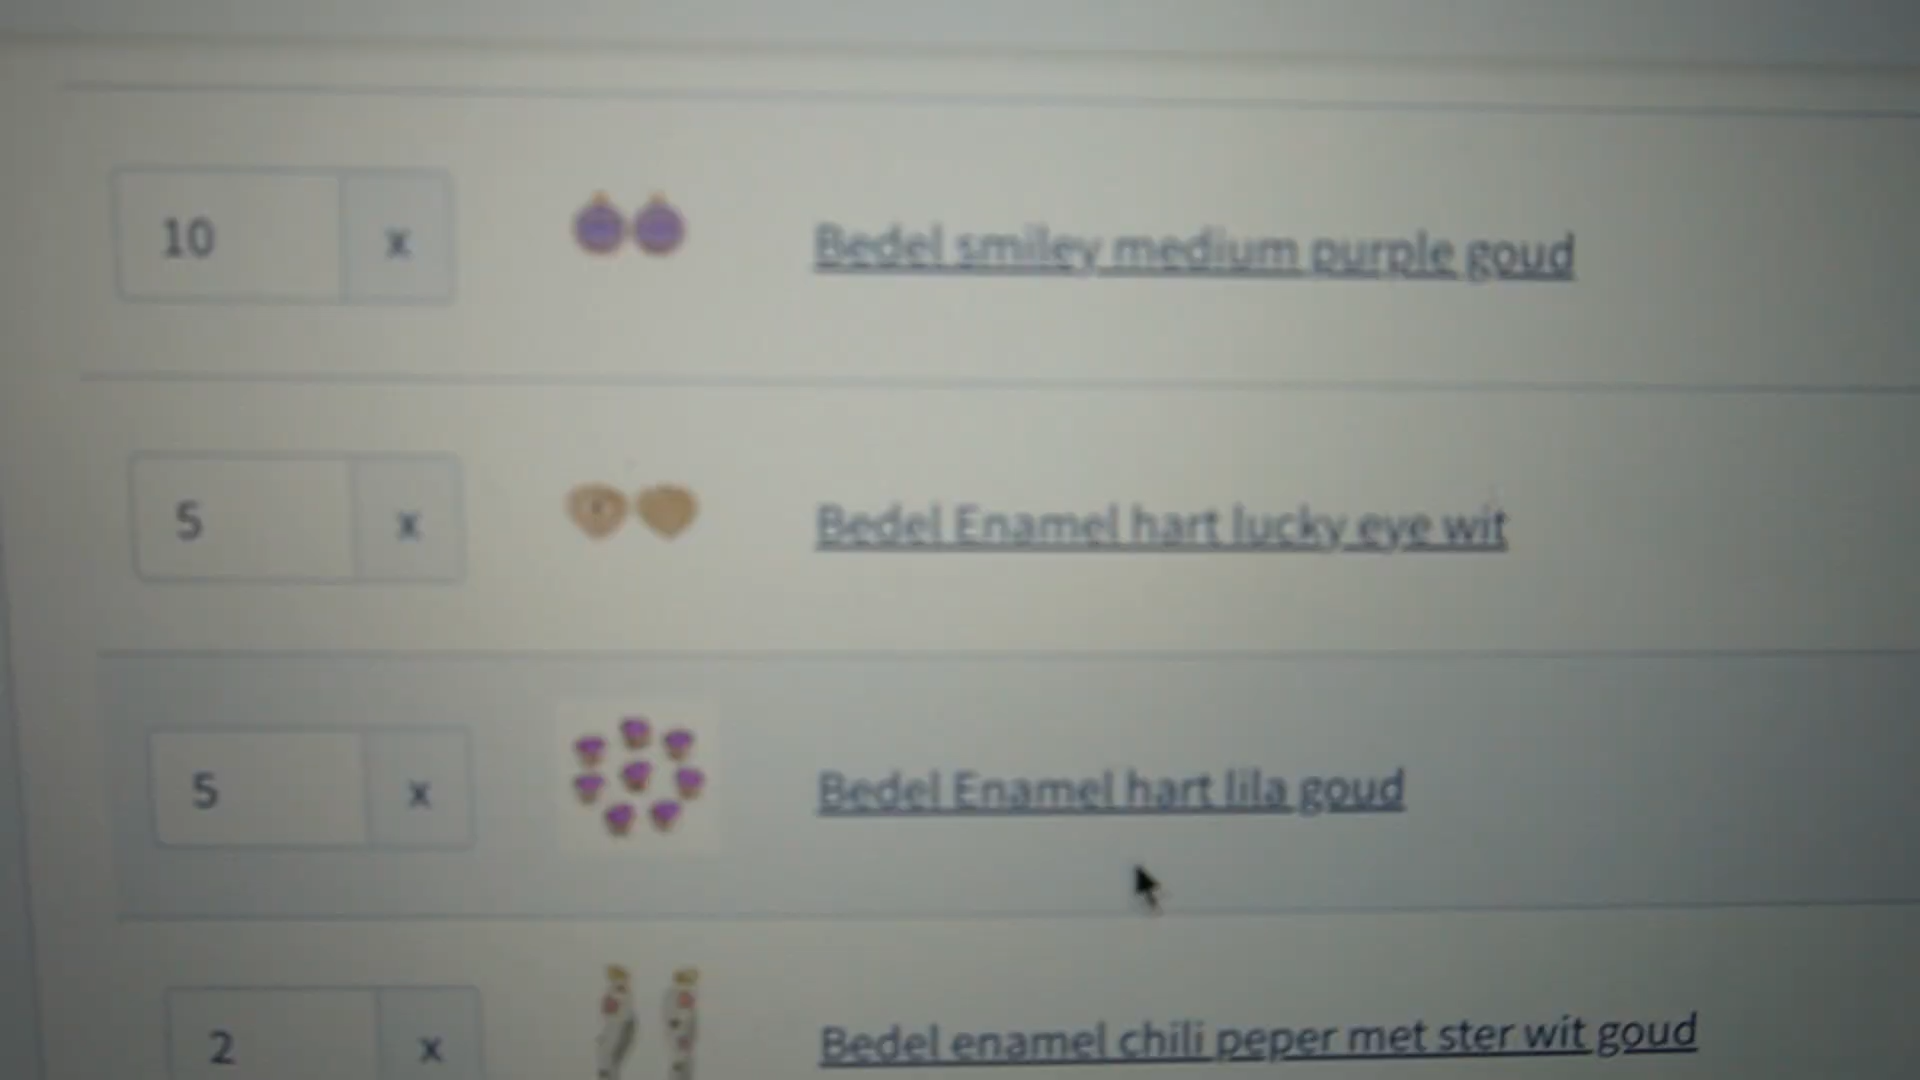 10 x Bedel smiley medium purple goud
5 x Bedel Enamel hart lucky eye wit
5 x Bedel Enamel hart lila goud
2 x Bedel enamel chili peper met ster wit goud